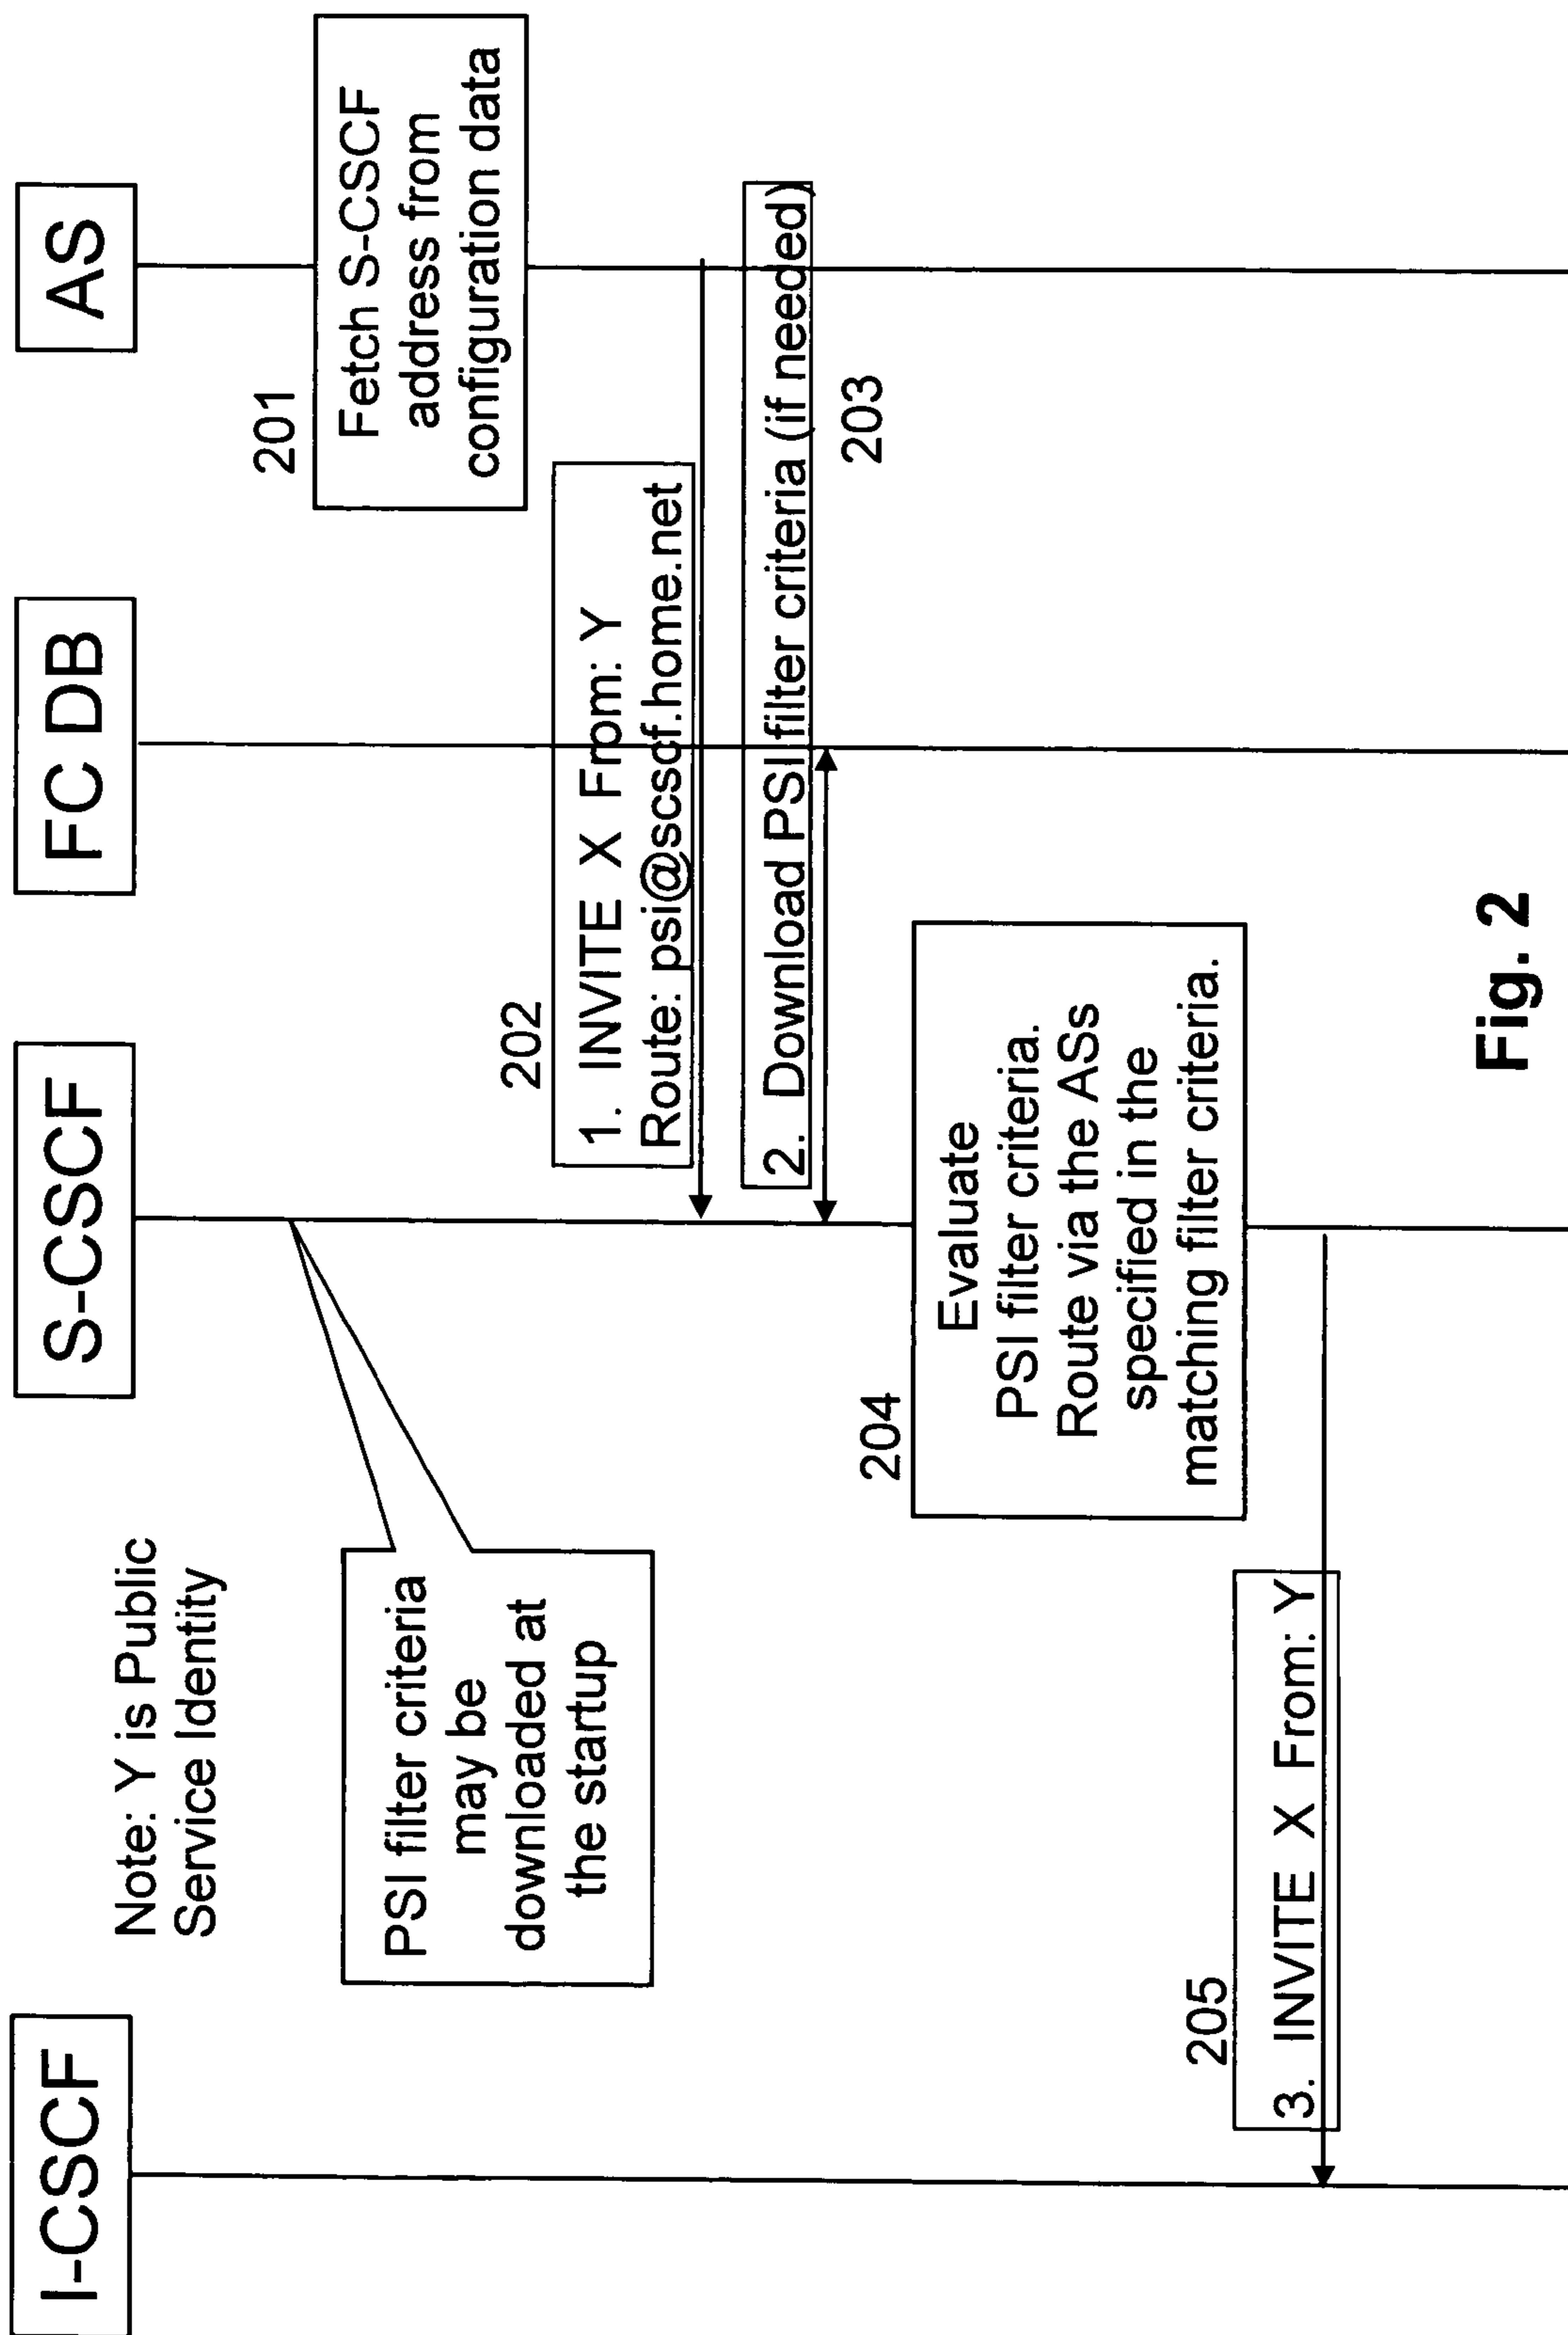 I-CSCF
S-CSCF
FC DB
AS
Note: Y is Public
Service Identity
PSI filter criteria
may be
downloaded at
the startup
201
Fetch S-CSCF
address from
configuration data
202
1. INVITE X From: Y
Route: psi@scscf.home.net
2. Download PSI filter criteria (if needed)
203
204
Evaluate
PSI filter criteria.
Route via the ASs
specified in the
matching filter criteria.
205
3. INVITE X From: Y
Fig. 2